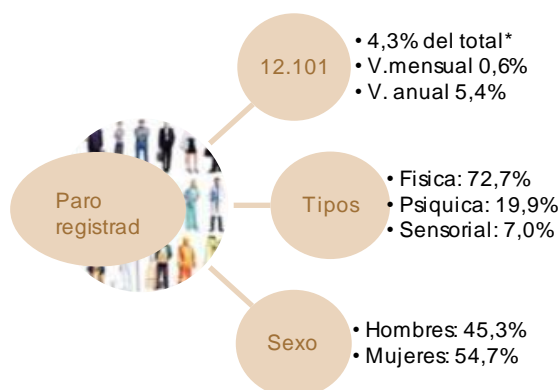 12.101
• 4,3% del total*
• V.mensual 0,6%
• V. anual 5,4%
Paro
registrad
Tipos
• Fisica: 72,7%
• Psiquica: 19,9%
• Sensorial: 7,0%
Sexo
• Hombres: 45,3%
• Mujeres: 54,7%